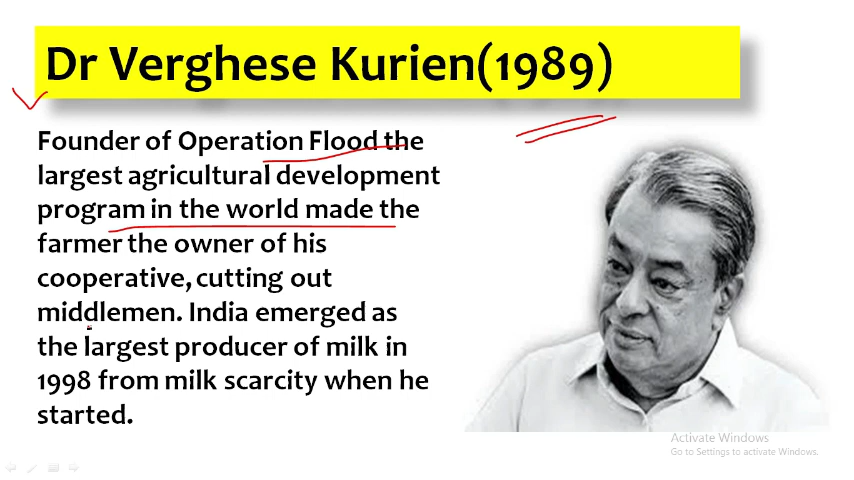 Dr Verghese Kurien(1989)
Founder of Operation Flood the
largest agricultural development
program in the world made the
farmer the owner of his
cooperative, cutting out
middlemen. India emerged as
the largest producer of milk in
1998 from milk scarcity when he
started.
Activate Windows
Go to Settings to activate Windows.